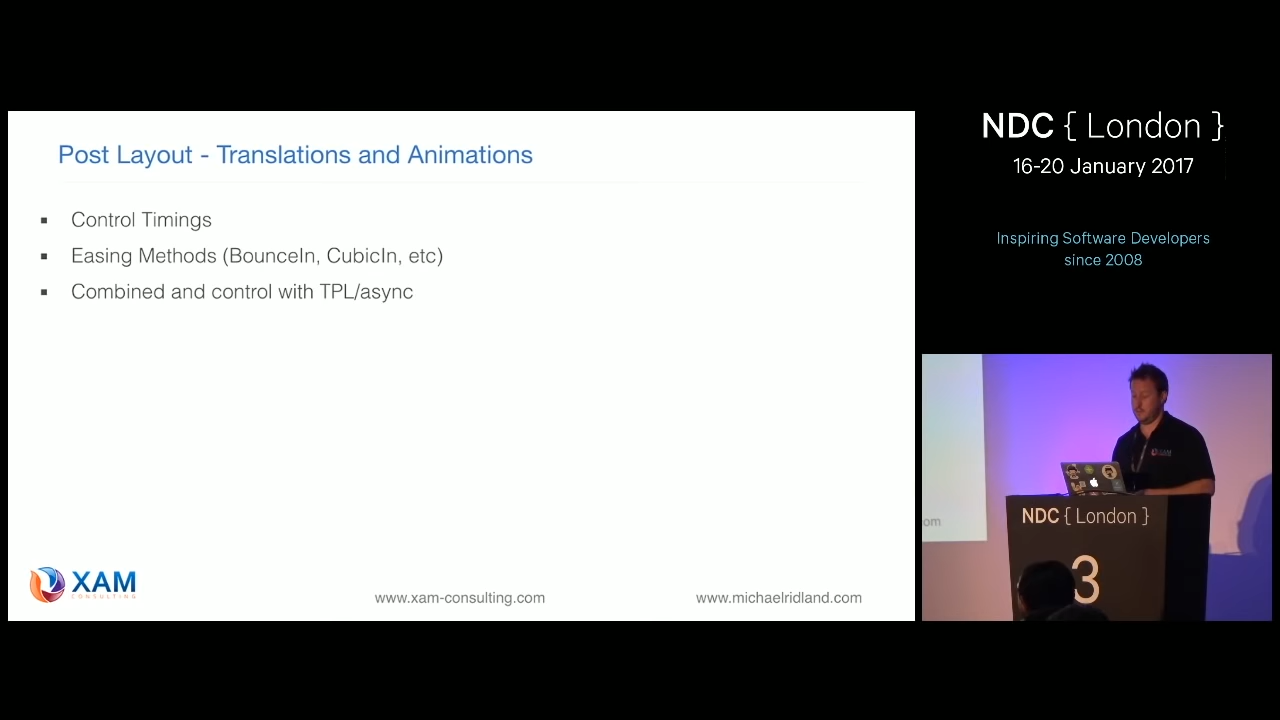 Post Layout - Translations and Animations
▪ Control Timings
▪ Easing Methods (BounceIn, CubicIn, etc)
▪ Combined and control with TPL/async
XAM
CONSULTING
www.xam-consulting.com
www.michaelridland.com
NDC { London }
16-20 January 2017
Inspiring Software Developers
since 2008
XAM
om
NDC { London }
3